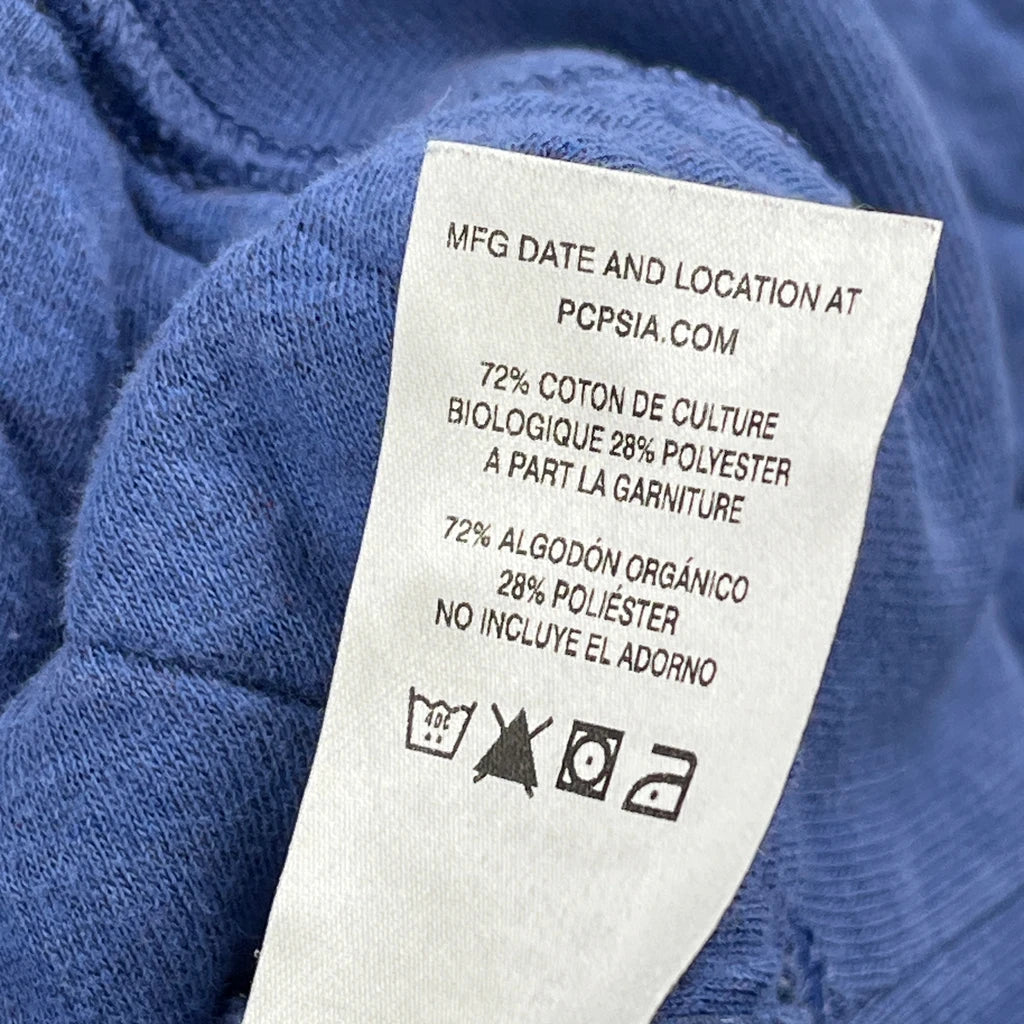 MFG DATE AND LOCATION AT
PCPSIA.COM
72% COTON DE CULTURE
BIOLOGIQUE 28% POLYESTER
A PART LA GARNITURE
72% ALGODÓN ORGÁNICO
28% POLIÉSTER
NO INCLUYE EL ADORNO
40C